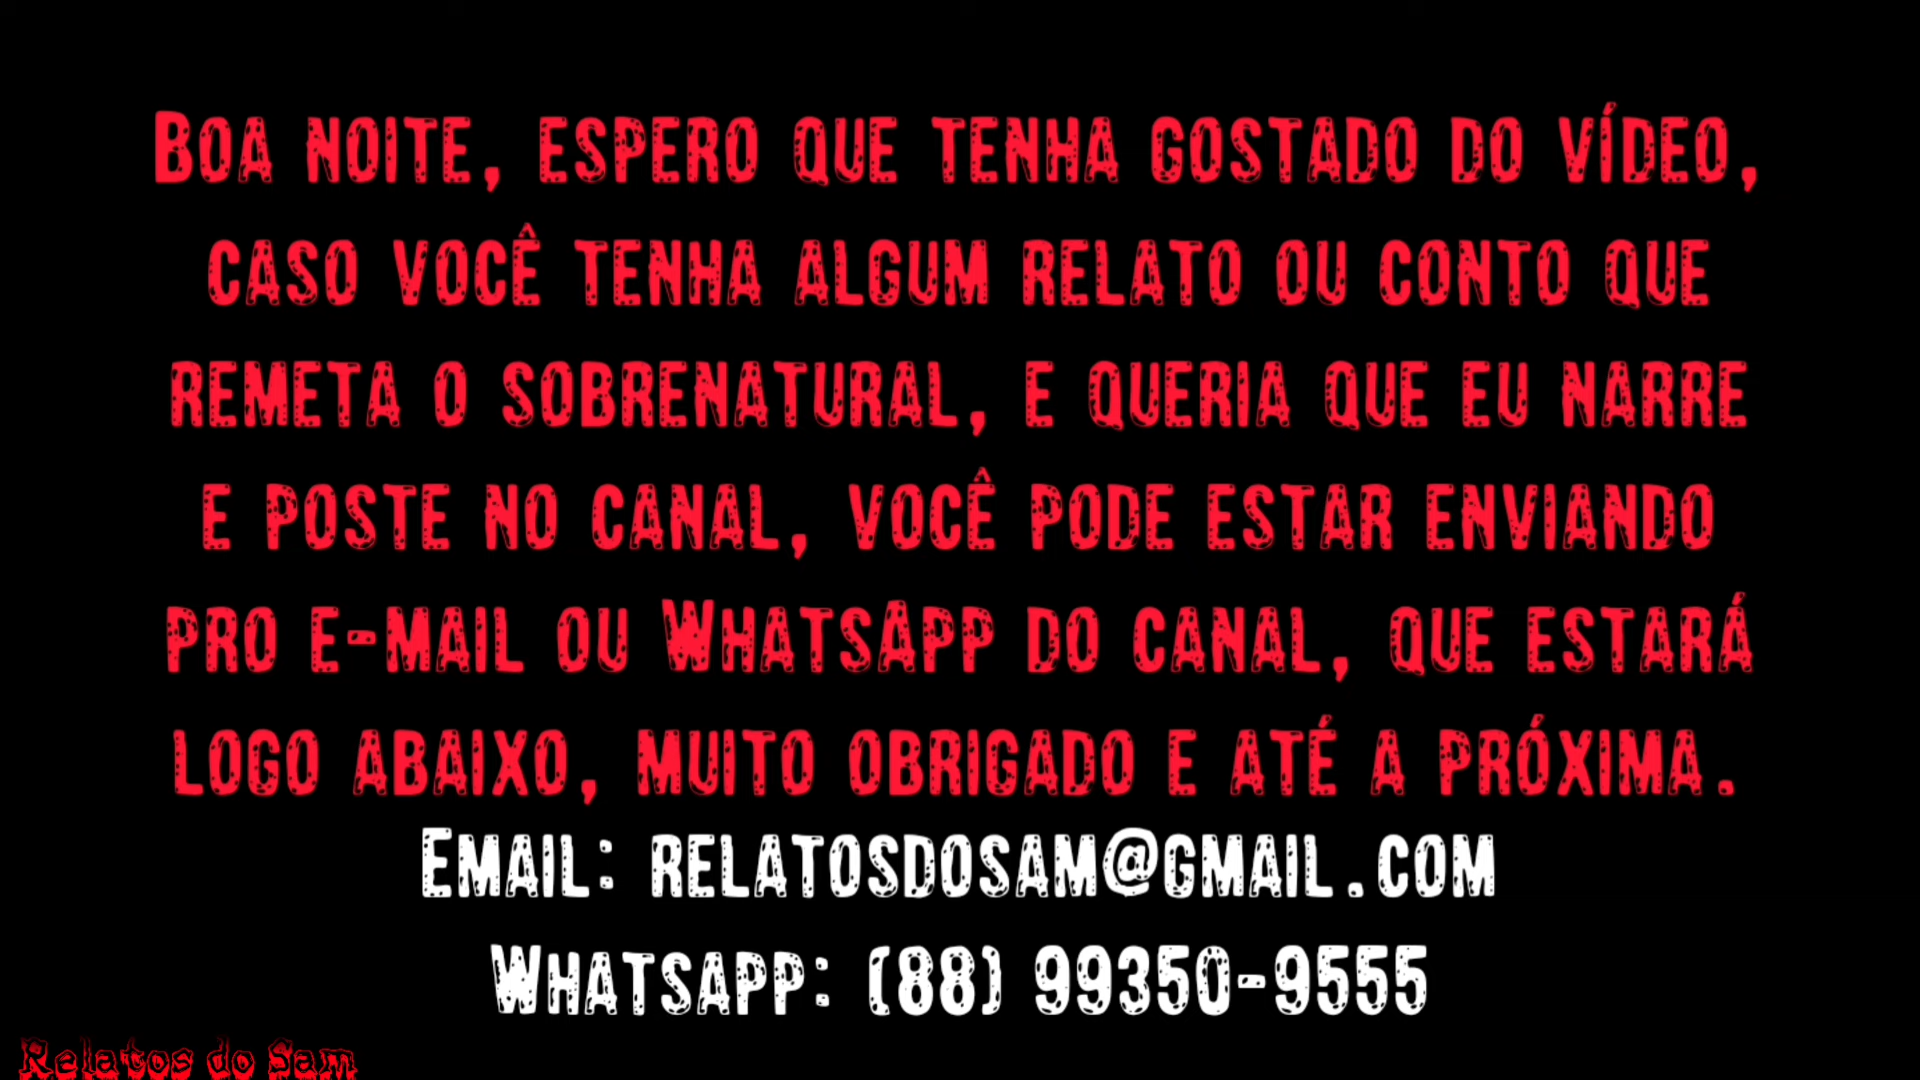 Boa noite, espero que tenha gostado do vídeo,
caso você tenha algum relato ou conto que
remeta o sobrenatural, e queria que eu narre
e poste no canal, você pode estar enviando
pro e-mail ou WhatsApp do canal, que estará
logo abaixo, muito obrigado e até a próxima.
Email: relatosdosam@gmail.com
Whatsapp: (88) 99350-9555
Relatos do Sam